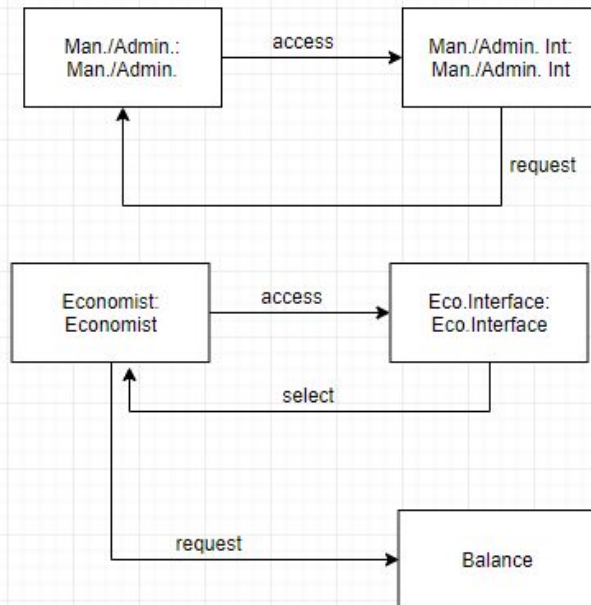 Man./Admin.:
Man./Admin.
access
Man./Admin. Int:
Man./Admin. Int
request
Economist:
Economist
access
Eco.Interface:
Eco.Interface
select
request
Balance